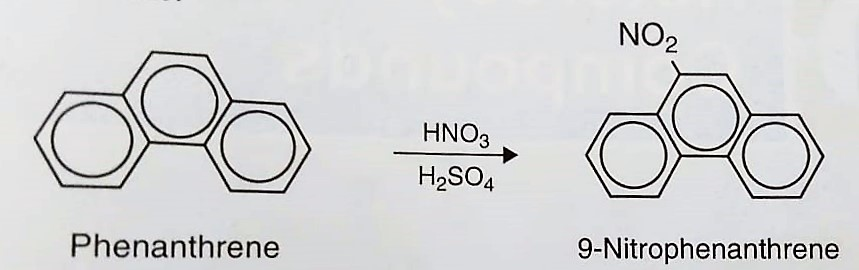 NO₂
HNO₃
H₂SO₄
Phenanthrene
9-Nitrophenanthrene